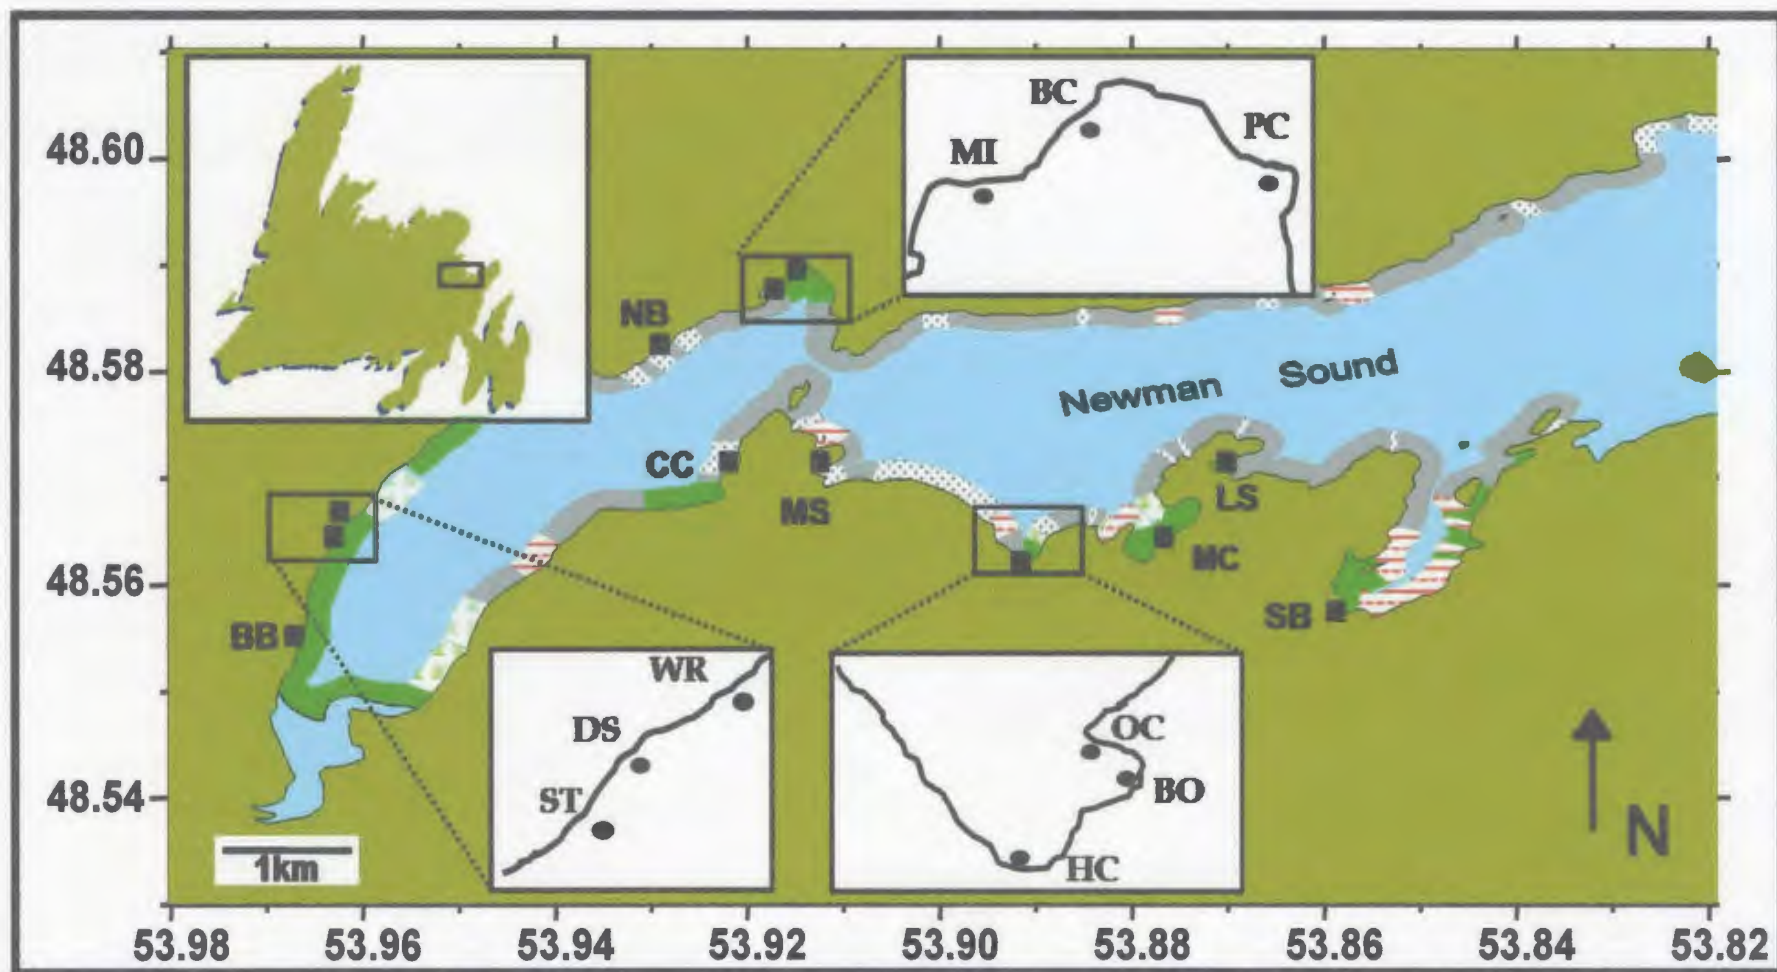 BC
PC
MI
48.60
NB
48.58
Newman Sound
CC
MS
LS
MC
48.56
SB
BB
WR
DS
ST
OC
BO
HC
48.54
1km
N
53.98 53.96 53.94 53.92 53.90 53.88 53.86 53.84 53.82